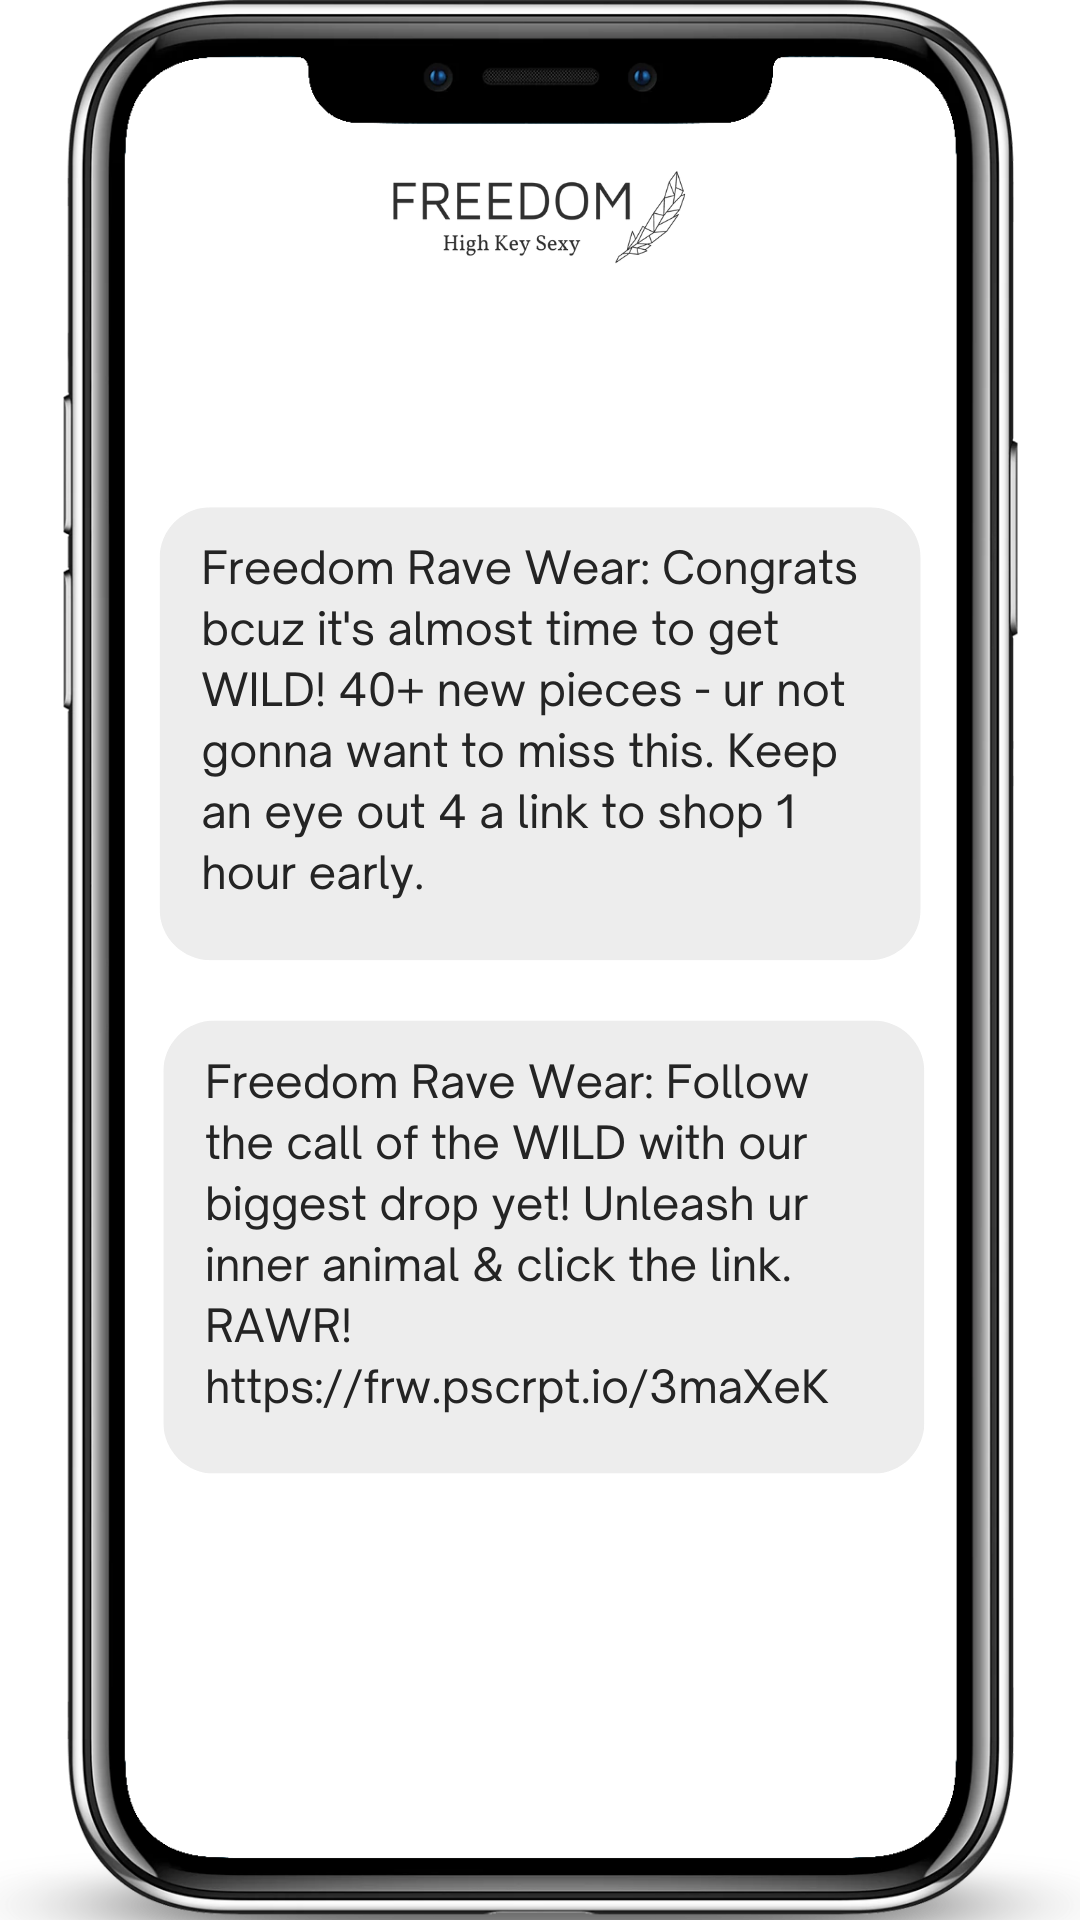 FREEDOM
High Key Sexy
Freedom Rave Wear: Congrats
bcuz it's almost time to get
WILD! 40+ new pieces - ur not
gonna want to miss this. Keep
an eye out 4 a link to shop 1
hour early.
Freedom Rave Wear: Follow
the call of the WILD with our
biggest drop yet! Unleash ur
inner animal & click the link.
RAWR!
https://frw.pscrpt.io/3maXeK